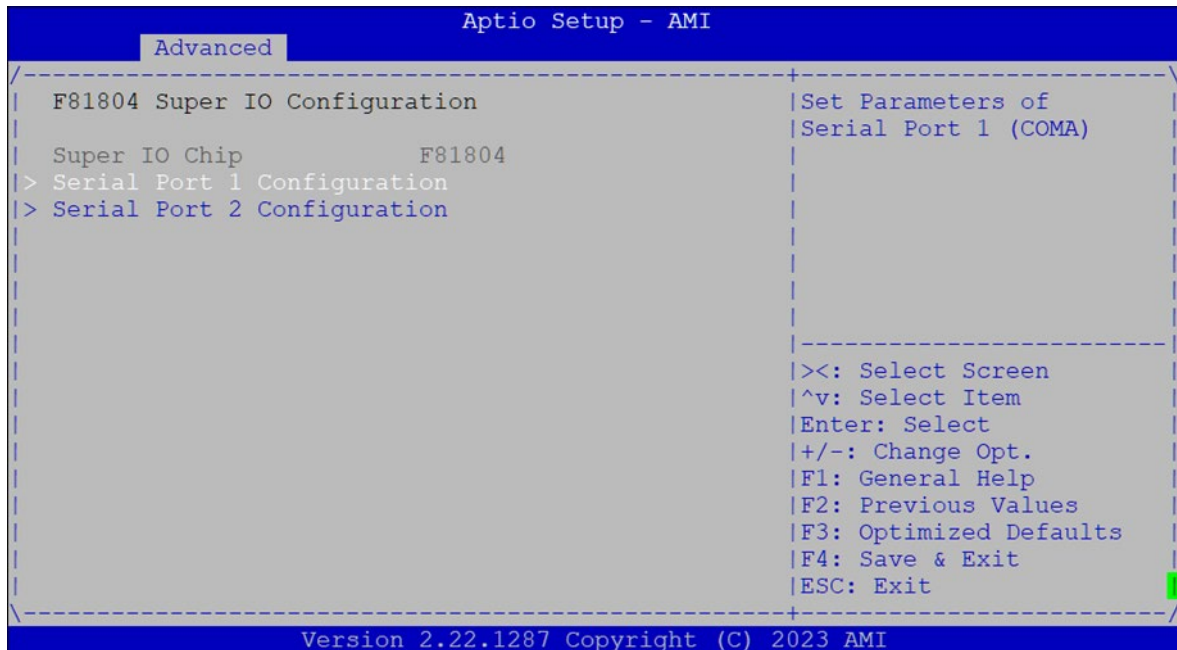 Aptio Setup - AMI
Advanced
F81804 Super IO Configuration
Super IO Chip F81804
> Serial Port 1 Configuration
> Serial Port 2 Configuration
Set Parameters of
Serial Port 1 (COMA)
><: Select Screen
^v: Select Item
Enter: Select
+/-: Change Opt.
F1: General Help
F2: Previous Values
F3: Optimized Defaults
F4: Save & Exit
ESC: Exit
Version 2.22.1287 Copyright (C) 2023 AMI